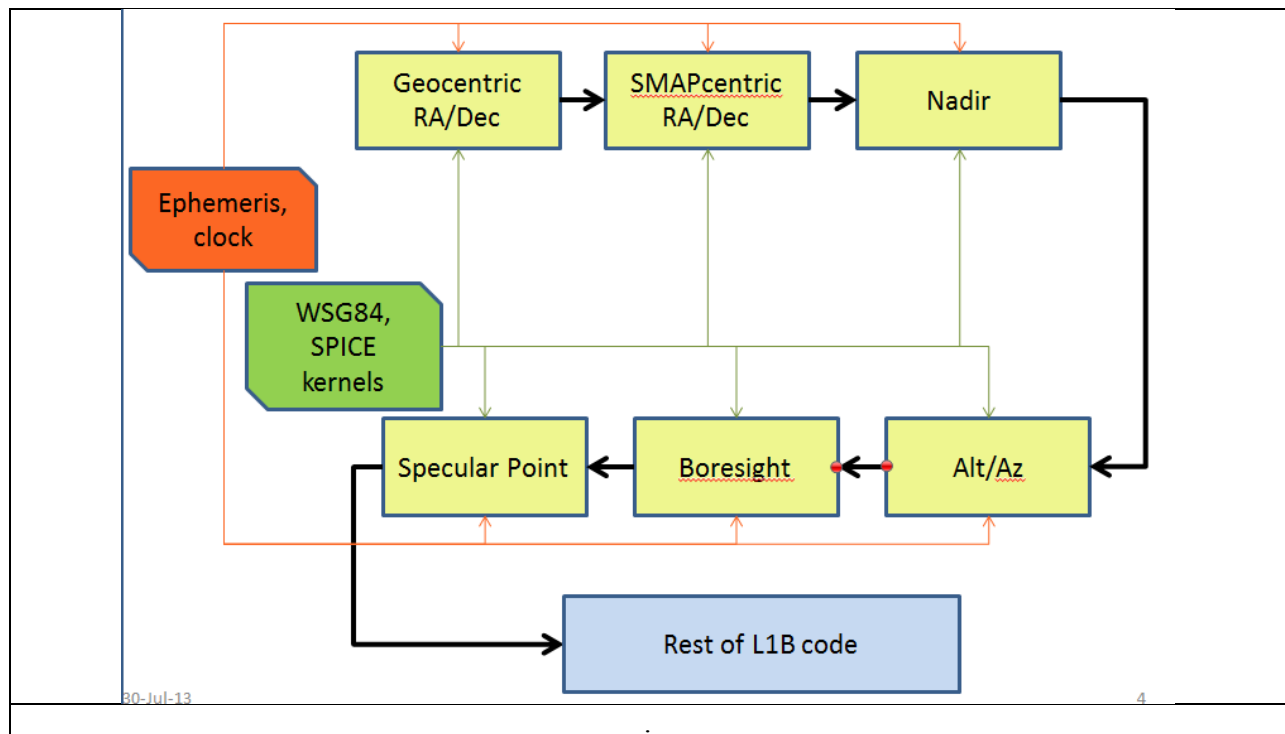 Geocentric
RA/Dec
SMAPcentric
RA/Dec
Nadir
Ephemeris,
clock
WSG84,
SPICE
kernels
Specular Point
Boresight
Alt/Az
Rest of L1B code
30-Jul-13
4
.